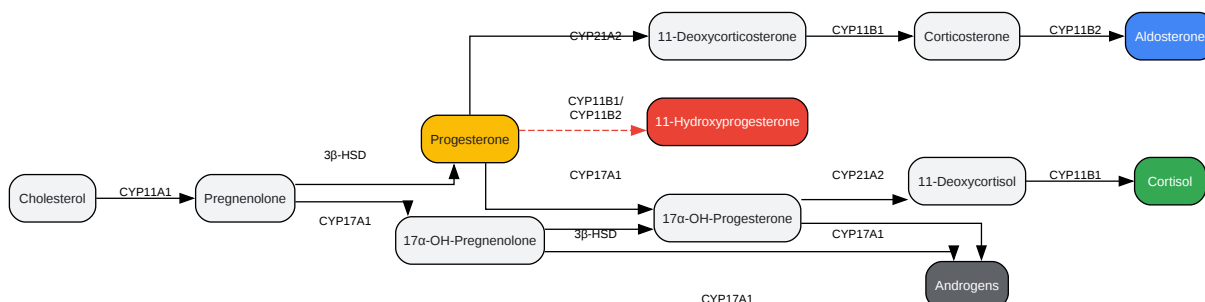 CYP21A2
11-Deoxycorticosterone
CYP11B1
Corticosterone
CYP11B2
Aldosterone
CYP11B1/
CYP11B2
11-Hydroxyprogesterone
Progesterone
3β-HSD
CYP17A1
CYP21A2
11-Deoxycortisol
CYP11B1
Cortisol
Cholesterol
CYP11A1
Pregnenolone
CYP17A1
17α-OH-Pregnenolone
3β-HSD
17α-OH-Progesterone
CYP17A1
Androgens
CYP17A1